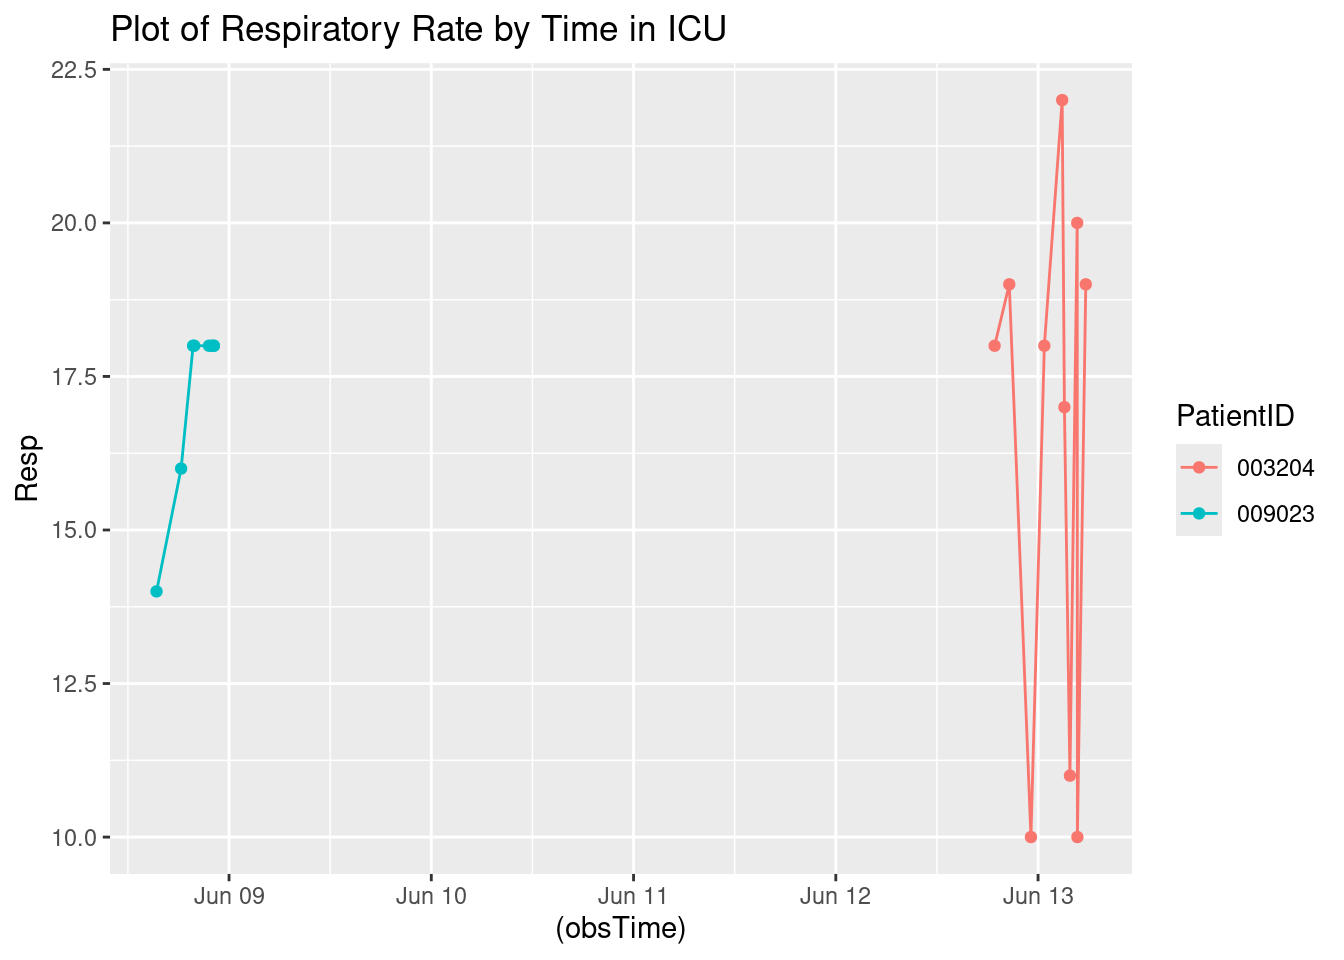 Plot of Respiratory Rate by Time in ICU
22.5
20.0
17.5
15.0
12.5
10.0
Resp
Jun 09 Jun 10 Jun 11 Jun 12 Jun 13
(obsTime)
PatientID
003204
009023